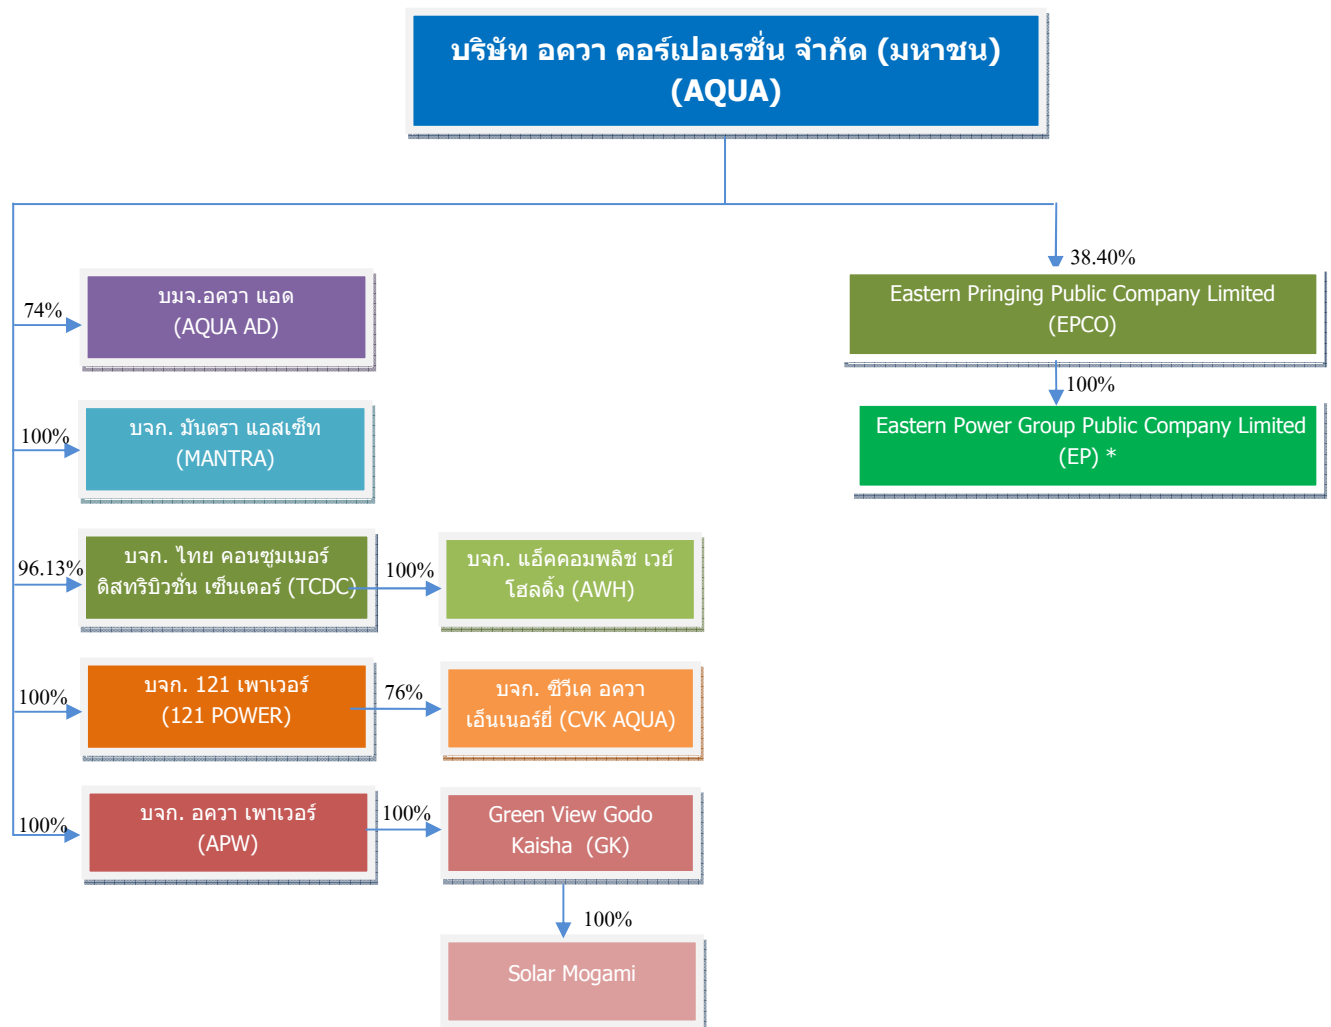 บริษัท อควา คอร์เปอเรชั่น จำกัด (มหาชน)
(AQUA)
38.40%
Eastern Pringing Public Company Limited
(EPCO)
100%
Eastern Power Group Public Company Limited
(EP) *
74%
บมจ.อควา แอด
(AQUA AD)
100%
บจก. มันตรา แอสเซ็ท
(MANTRA)
96.13%
บจก. ไทย คอนซูมเมอร์
ดิสทริบิวชั่น เซ็นเตอร์ (TCDC)
100%
บจก. แอ็คคอมพลิช เวย์
โฮลดิ้ง (AWH)
100%
บจก. 121 เพาเวอร์
(121 POWER)
76%
บจก. ซีวีเค อควา
เอ็นเนอร์ยี่ (CVK AQUA)
100%
บจก. อควา เพาเวอร์
(APW)
100%
Green View Godo
Kaisha (GK)
100%
Solar Mogami